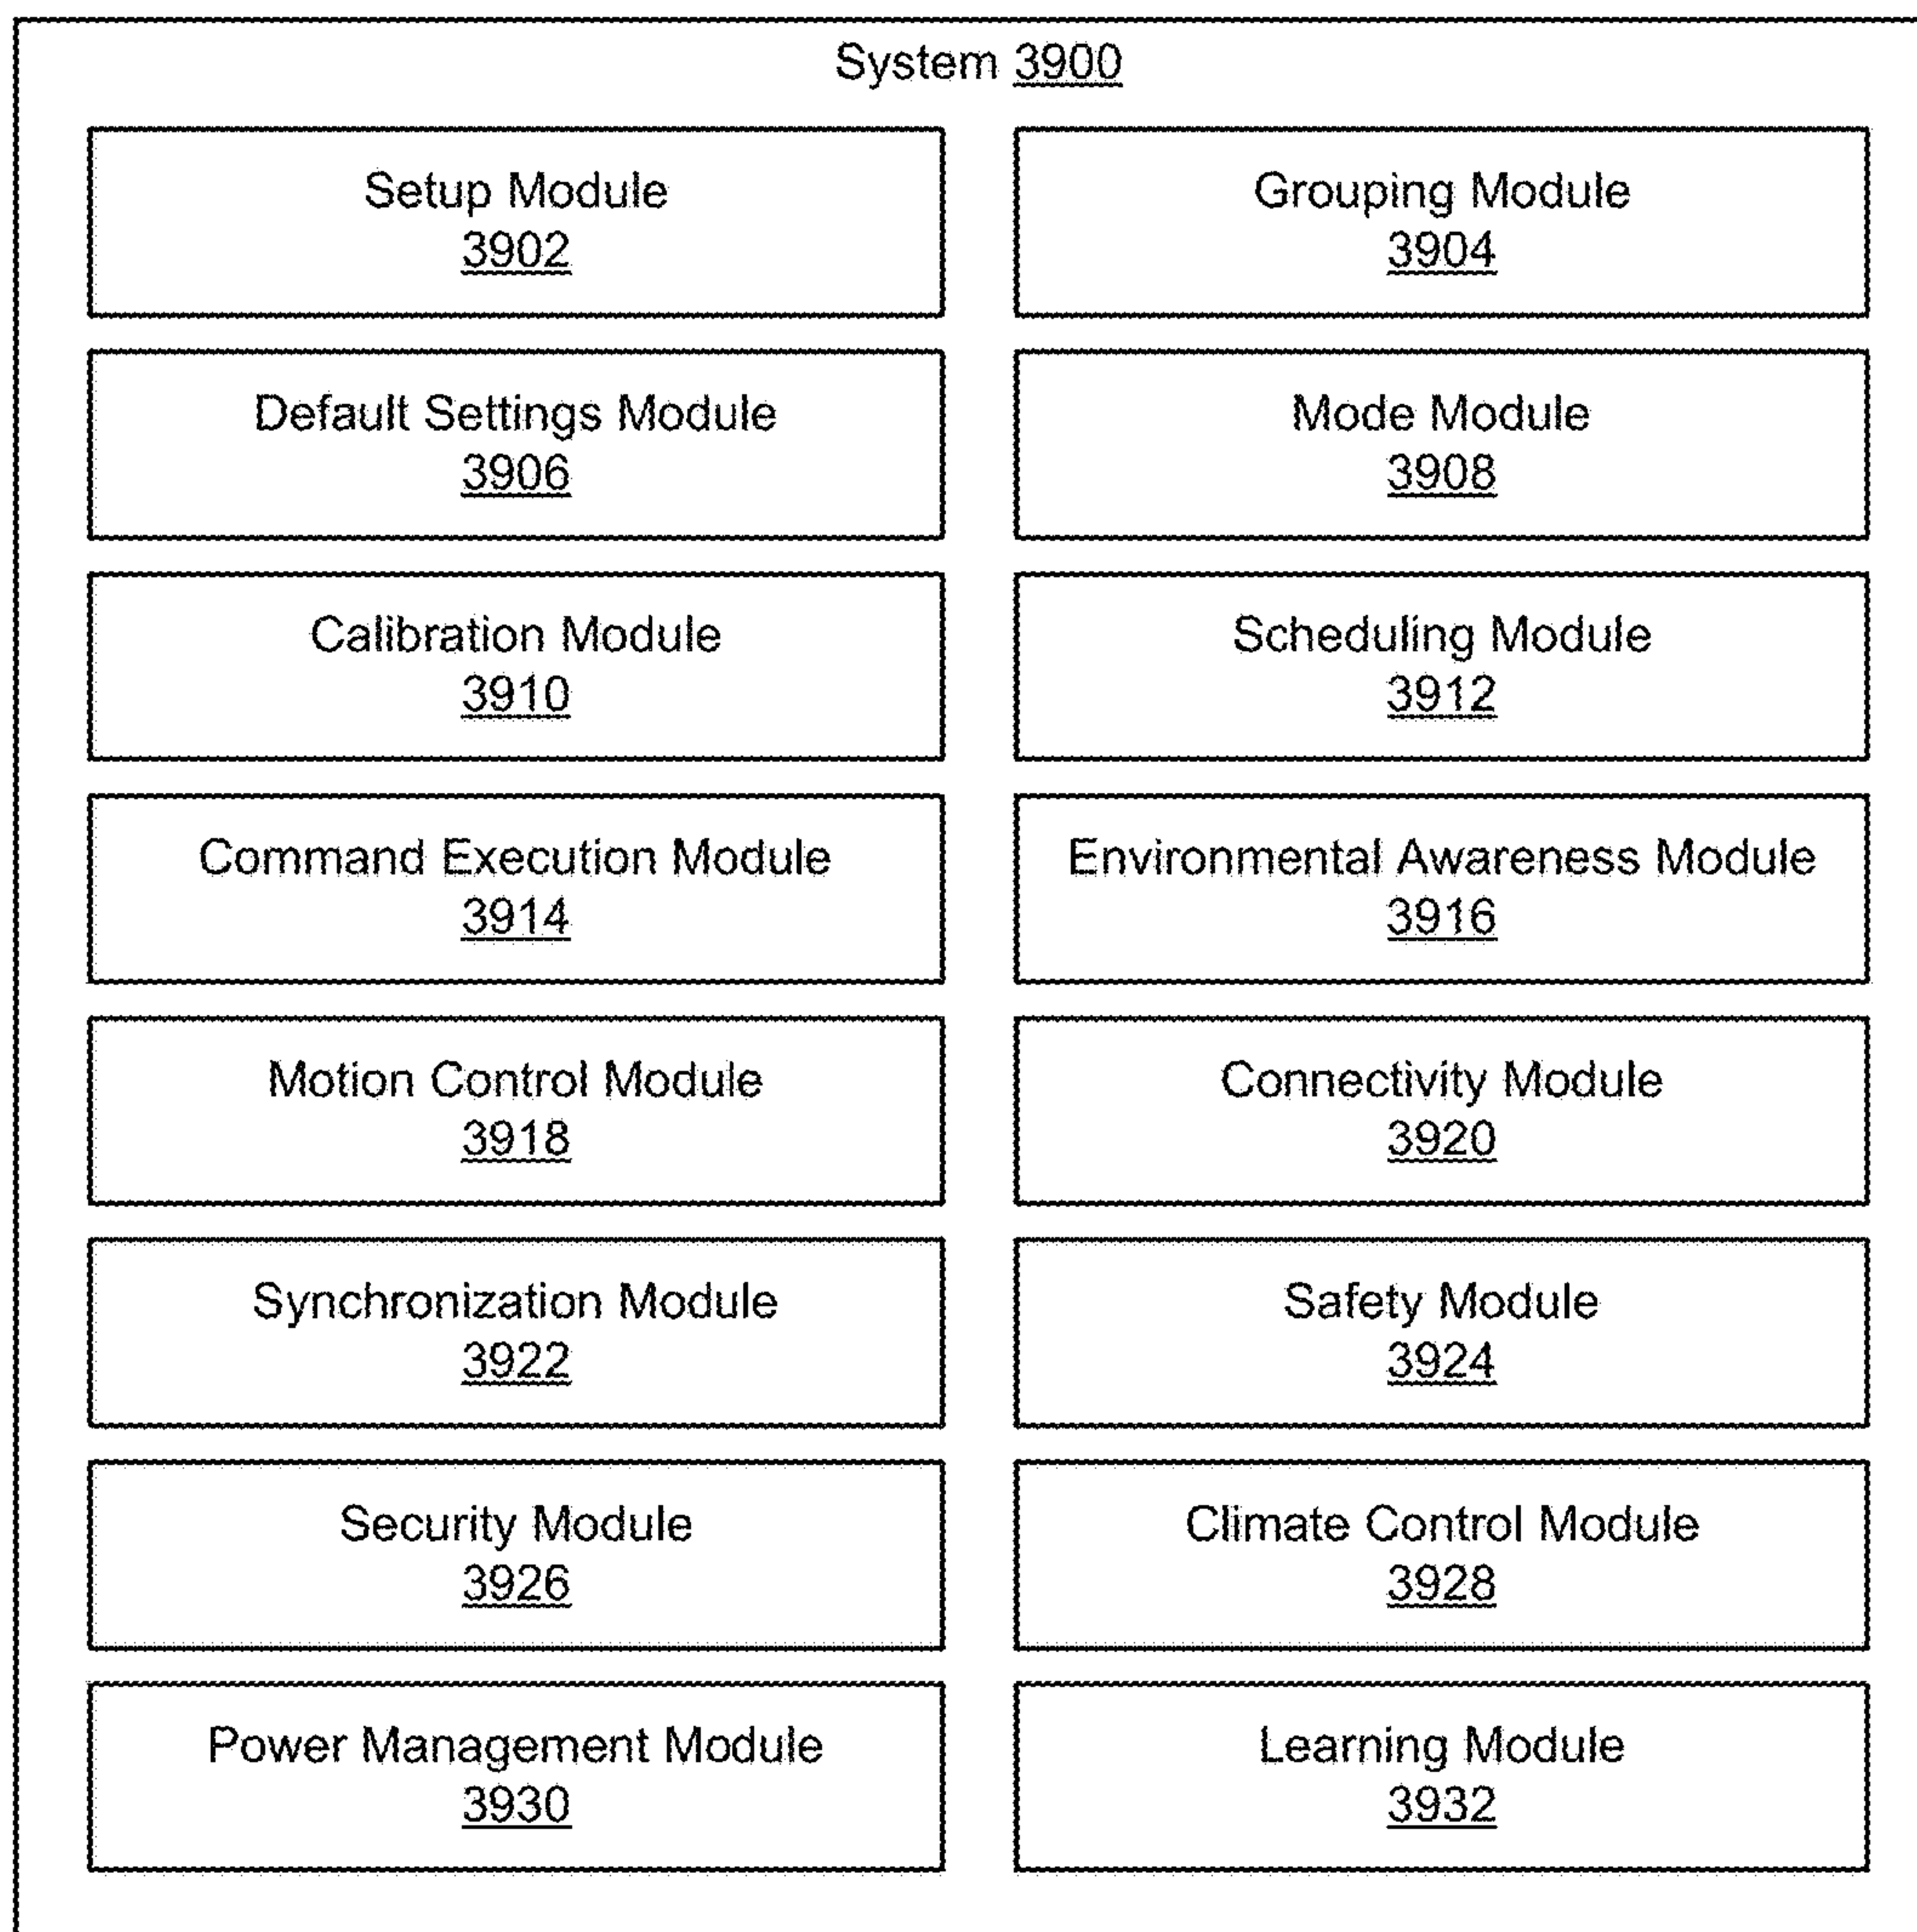 System 3900
Setup Module
3902
Grouping Module
3904
Default Settings Module
3906
Mode Module
3908
Calibration Module
3910
Scheduling Module
3912
Command Execution Module
3914
Environmental Awareness Module
3916
Motion Control Module
3918
Connectivity Module
3920
Synchronization Module
3922
Safety Module
3924
Security Module
3926
Climate Control Module
3928
Power Management Module
3930
Learning Module
3932